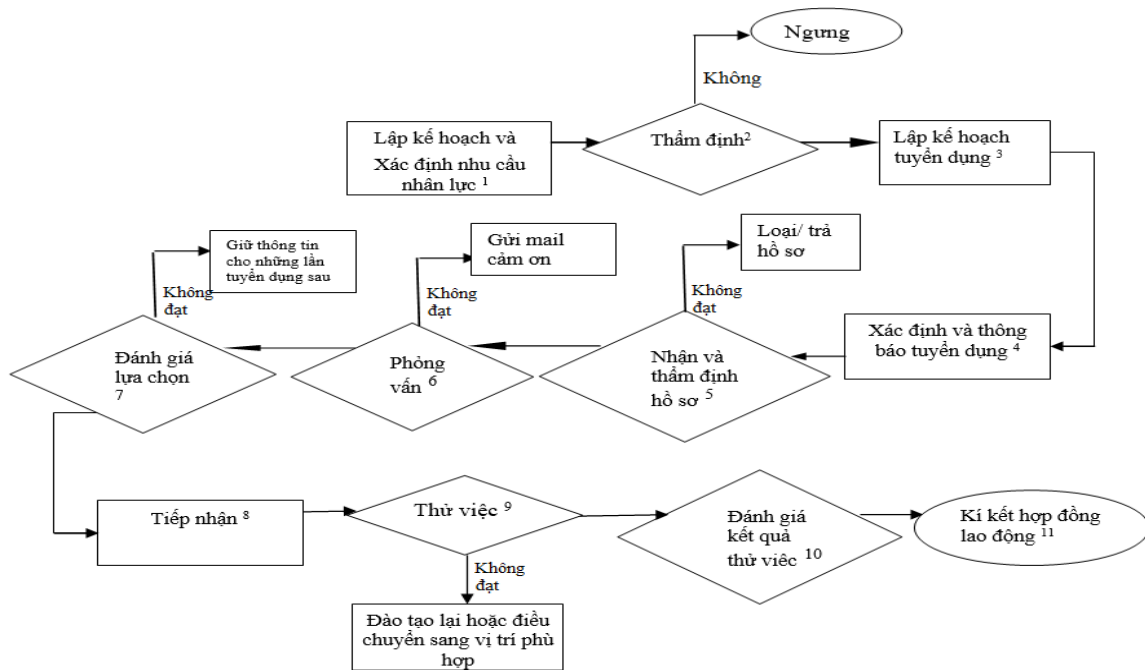 Ngưng
Không
Lập kế hoạch và
Xác định nhu cầu
nhân lực 1
Thẩm định2
Lập kế hoạch
tuyển dụng 3
Giữ thông tin
cho những lần
tuyển dụng sau
Gửi mail
cảm ơn
Loại/ trả
hồ sơ
Không
đạt
Không
đạt
Không
đạt
Đánh giá
lựa chọn
7
Phỏng
vấn 6
Nhận và
thẩm định
hồ sơ 5
Xác định và thông
báo tuyển dụng 4
Tiếp nhận 8
Thử việc 9
Đánh giá
kết quả
thử viêc 10
Kí kết hợp đồng
lao động 11
Không
đạt
Đào tạo lại hoặc điều
chuyển sang vị trí phù
hợp